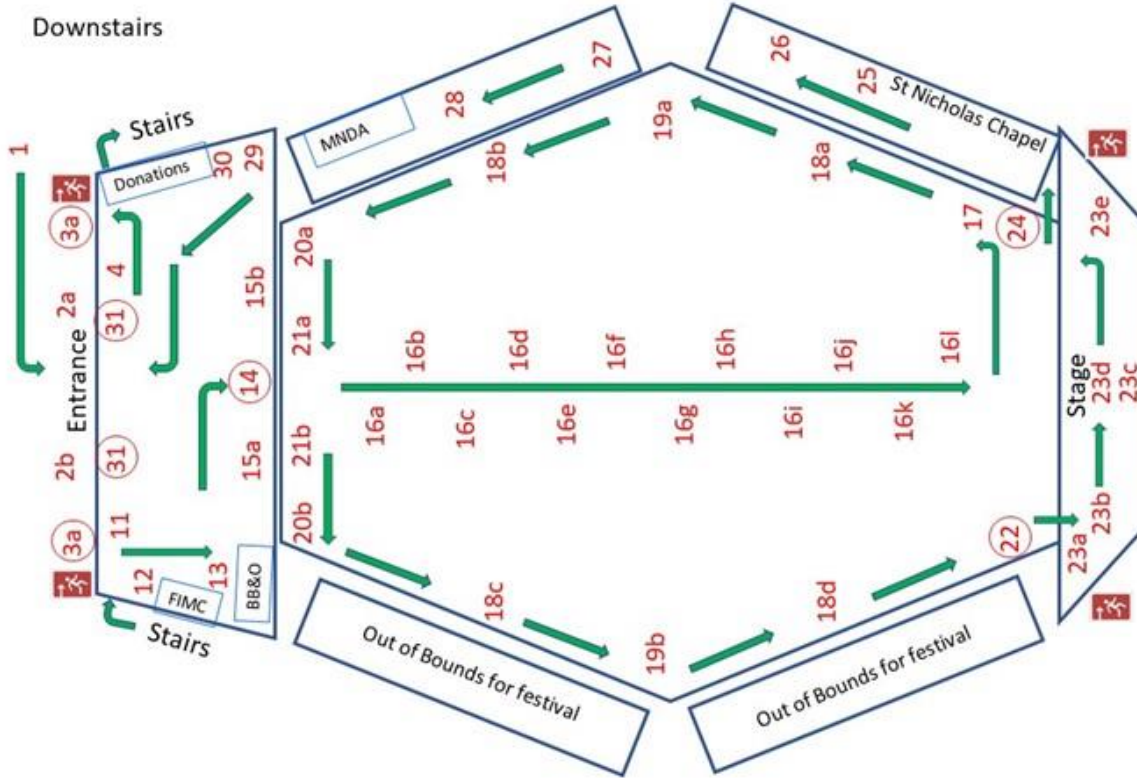 Downstairs
1
Stairs
Donations
30
29
3a
4
2a
31
15b
Entrance
14
2b
31
15a
3a
11
12
13
FIMC
BB&O
Stairs
MNDA
28
27
26
25
St Nicholas Chapel
19a
18b
18a
17
24
20a
21a
16b
16d
16f
16h
16j
16l
16a
16c
16e
16g
16i
16k
21b
20b
18c
19b
18d
22
Out of Bounds for festival
Out of Bounds for festival
23e
Stage
23d
23c
23b
23a